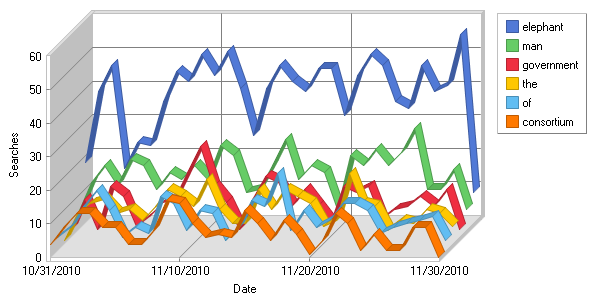 elephant
man
government
the
of
consortium
60
50
40
30
20
10
0
Searches
10/31/2010 11/10/2010 11/20/2010 11/30/2010
Date